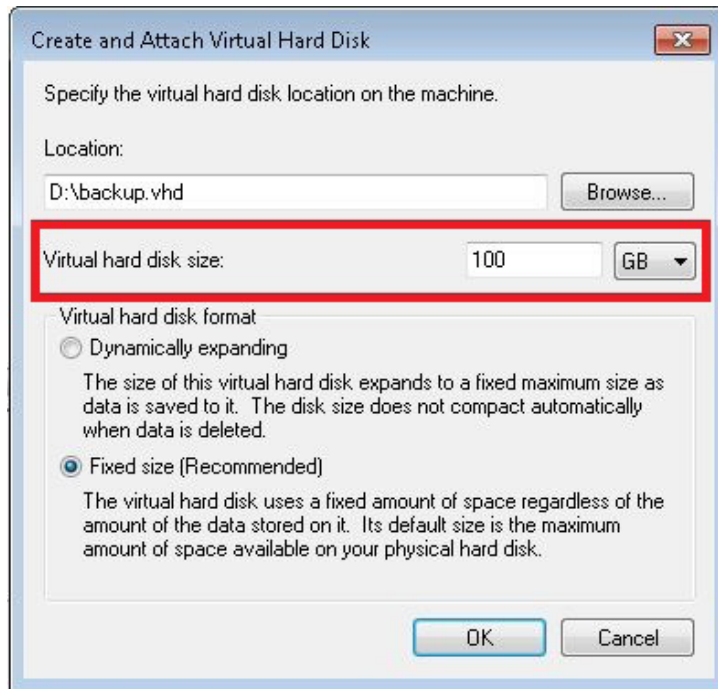 Create and Attach Virtual Hard Disk
Specify the virtual hard disk location on the machine.
Location:
D:\backup.vhd
Browse...
Virtual hard disk size:
100
GB
Virtual hard disk format
Dynamically expanding
The size of this virtual hard disk expands to a fixed maximum size as
data is saved to it.  The disk size does not compact automatically
when data is deleted.
Fixed size (Recommended)
The virtual hard disk uses a fixed amount of space regardless of the
amount of the data stored on it.  Its default size is the maximum
amount of space available on your physical hard disk.
OK
Cancel